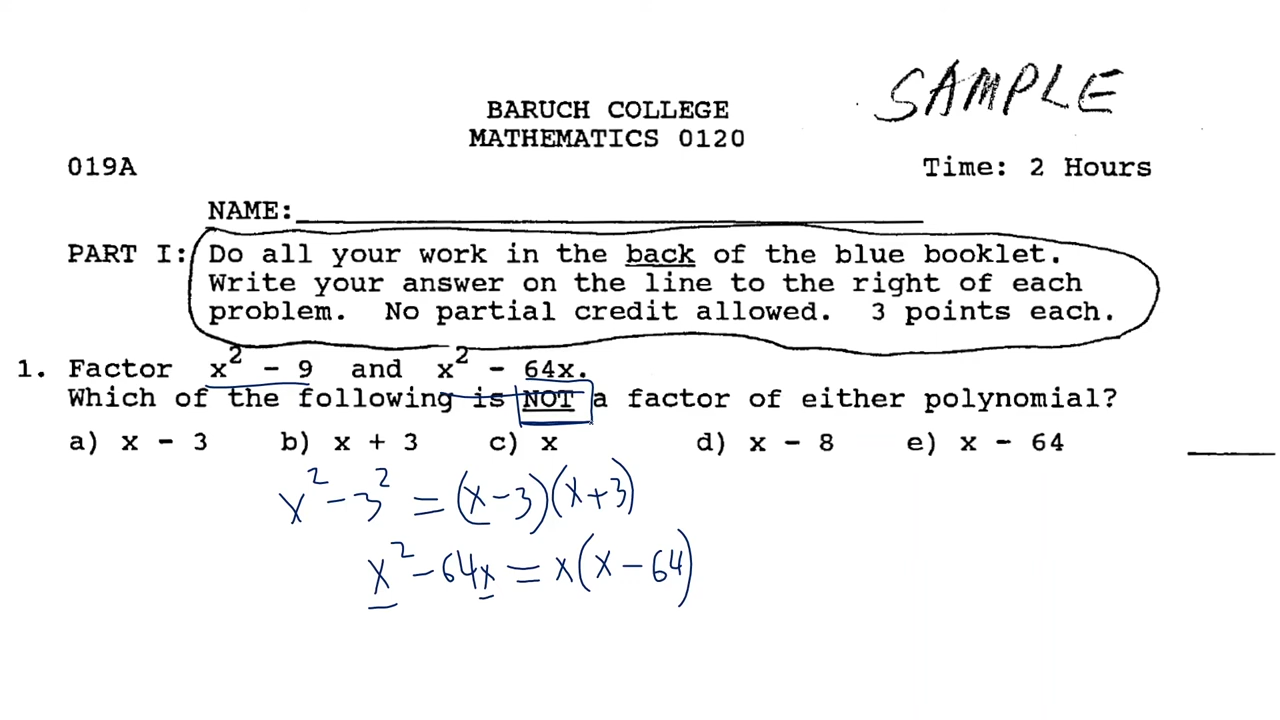 SAMPLE
BARUCH COLLEGE
MATHEMATICS 0120
019A Time: 2 Hours
NAME:
PART I: Do all your work in the back of the blue booklet.
Write your answer on the line to the right of each
problem. No partial credit allowed. 3 points each.
1. Factor x² - 9 and x² - 64x.
Which of the following is NOT a factor of either polynomial?
a) x - 3 b) x + 3 c) x d) x - 8 e) x - 64
x² - 3² = (x - 3)(x + 3)
x² - 64x = x(x - 64)